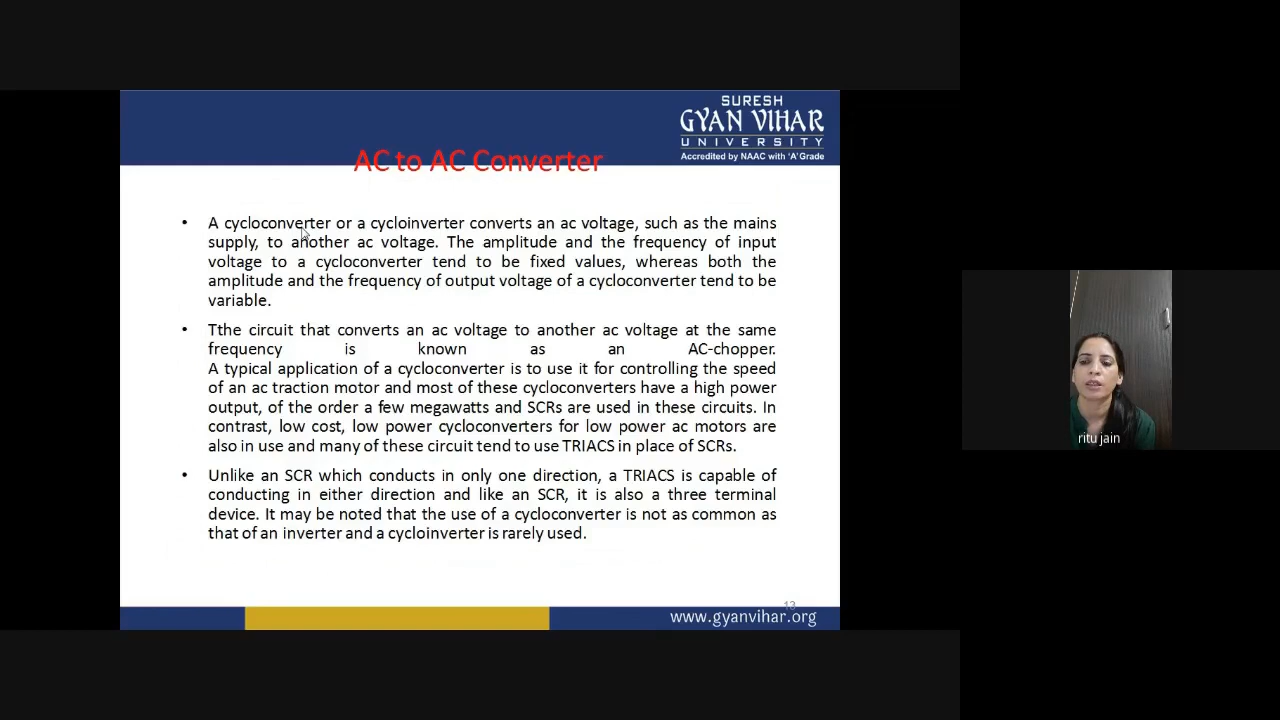 SURESH
GYAN VIHAR
UNIVERSITY
Accredited by NAAC with 'A' Grade
AC to AC Converter
• A cycloconverter or a cycloinverter converts an ac voltage, such as the mains
supply, to another ac voltage. The amplitude and the frequency of input
voltage to a cycloconverter tend to be fixed values, whereas both the
amplitude and the frequency of output voltage of a cycloconverter tend to be
variable.
• Tthe circuit that converts an ac voltage to another ac voltage at the same
frequency is known as an AC-chopper.
A typical application of a cycloconverter is to use it for controlling the speed
of an ac traction motor and most of these cycloconverters have a high power
output, of the order a few megawatts and SCRs are used in these circuits. In
contrast, low cost, low power cycloconverters for low power ac motors are
also in use and many of these circuit tend to use TRIACS in place of SCRs.
• Unlike an SCR which conducts in only one direction, a TRIACS is capable of
conducting in either direction and like an SCR, it is also a three terminal
device. It may be noted that the use of a cycloconverter is not as common as
that of an inverter and a cycloinverter is rarely used.
13
www.gyanvihar.org
ritu jain